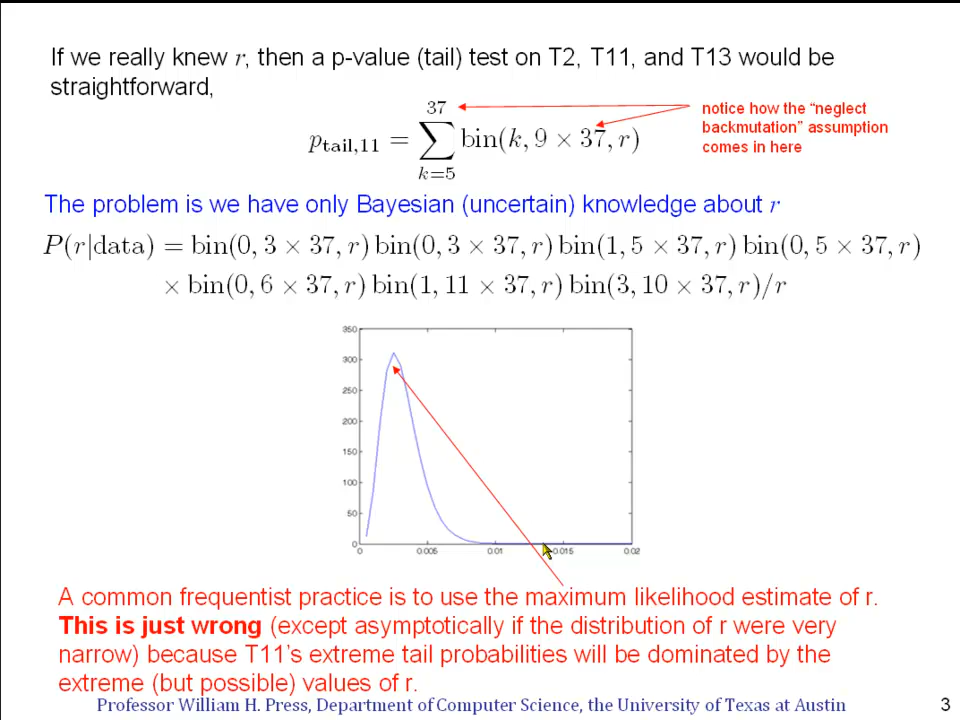 If we really knew r, then a p-value (tail) test on T2, T11, and T13 would be
straightforward,
p_tail,11 = ∑_{k=5}^{37} bin(k, 9 × 37, r)
notice how the "neglect
backmutation" assumption
comes in here
The problem is we have only Bayesian (uncertain) knowledge about r
P(r|data) = bin(0, 3 × 37, r) bin(0, 3 × 37, r) bin(1, 5 × 37, r) bin(0, 5 × 37, r)
× bin(0, 6 × 37, r) bin(1, 11 × 37, r) bin(3, 10 × 37, r)/r
350
300
250
200
150
100
50
0
0 0.005 0.01 0.015 0.02
A common frequentist practice is to use the maximum likelihood estimate of r.
This is just wrong (except asymptotically if the distribution of r were very
narrow) because T11's extreme tail probabilities will be dominated by the
extreme (but possible) values of r.
Professor William H. Press, Department of Computer Science, the University of Texas at Austin
3